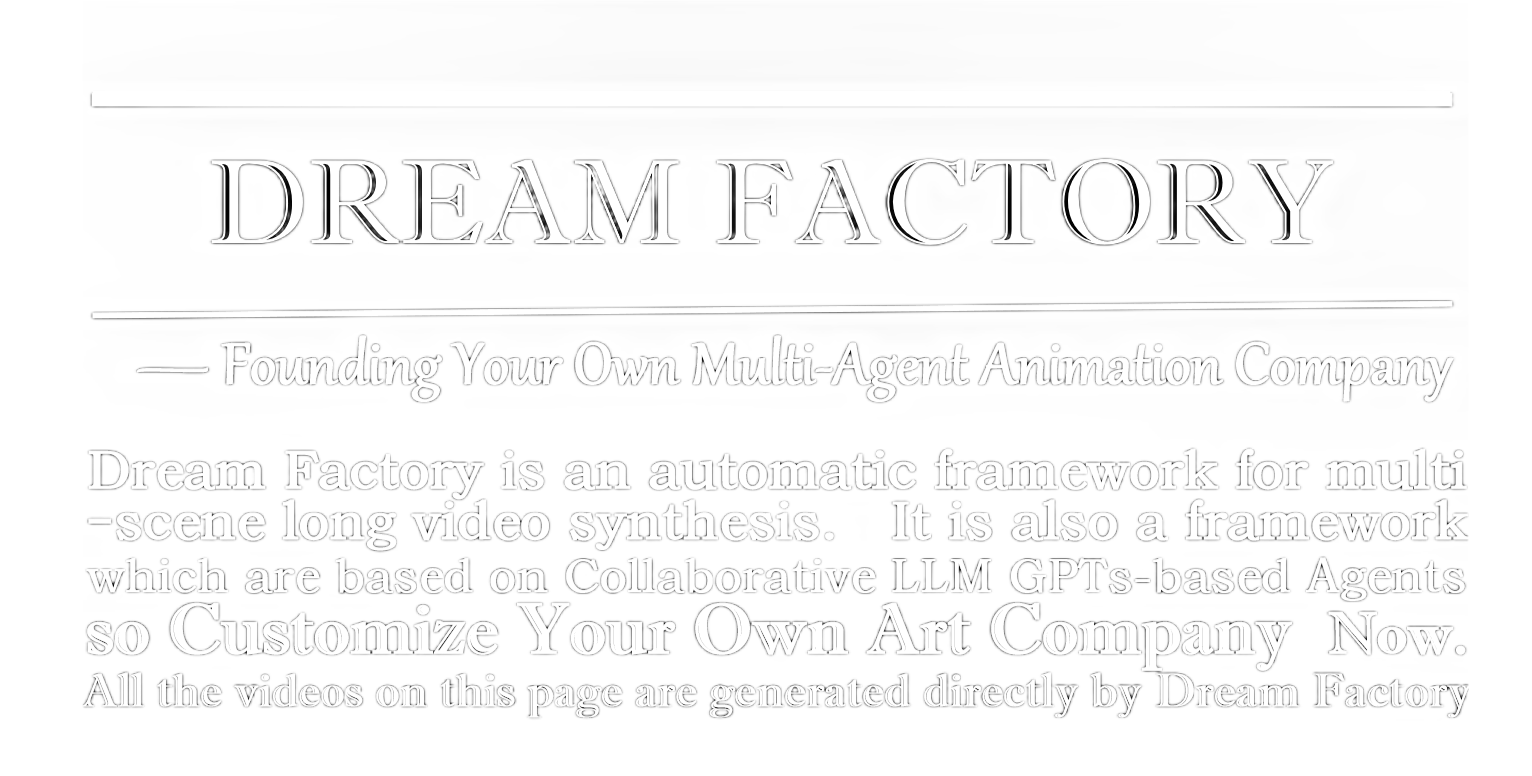 DREAM FACTORY
— Founding Your Own Multi-Agent Animation Company
Dream Factory is an automatic framework for multi
-scene long video synthesis. It is also a framework
which are based on Collaborative LLM GPTs-based Agents
so Customize Your Own Art Company Now.
All the videos on this page are generated directly by Dream Factory